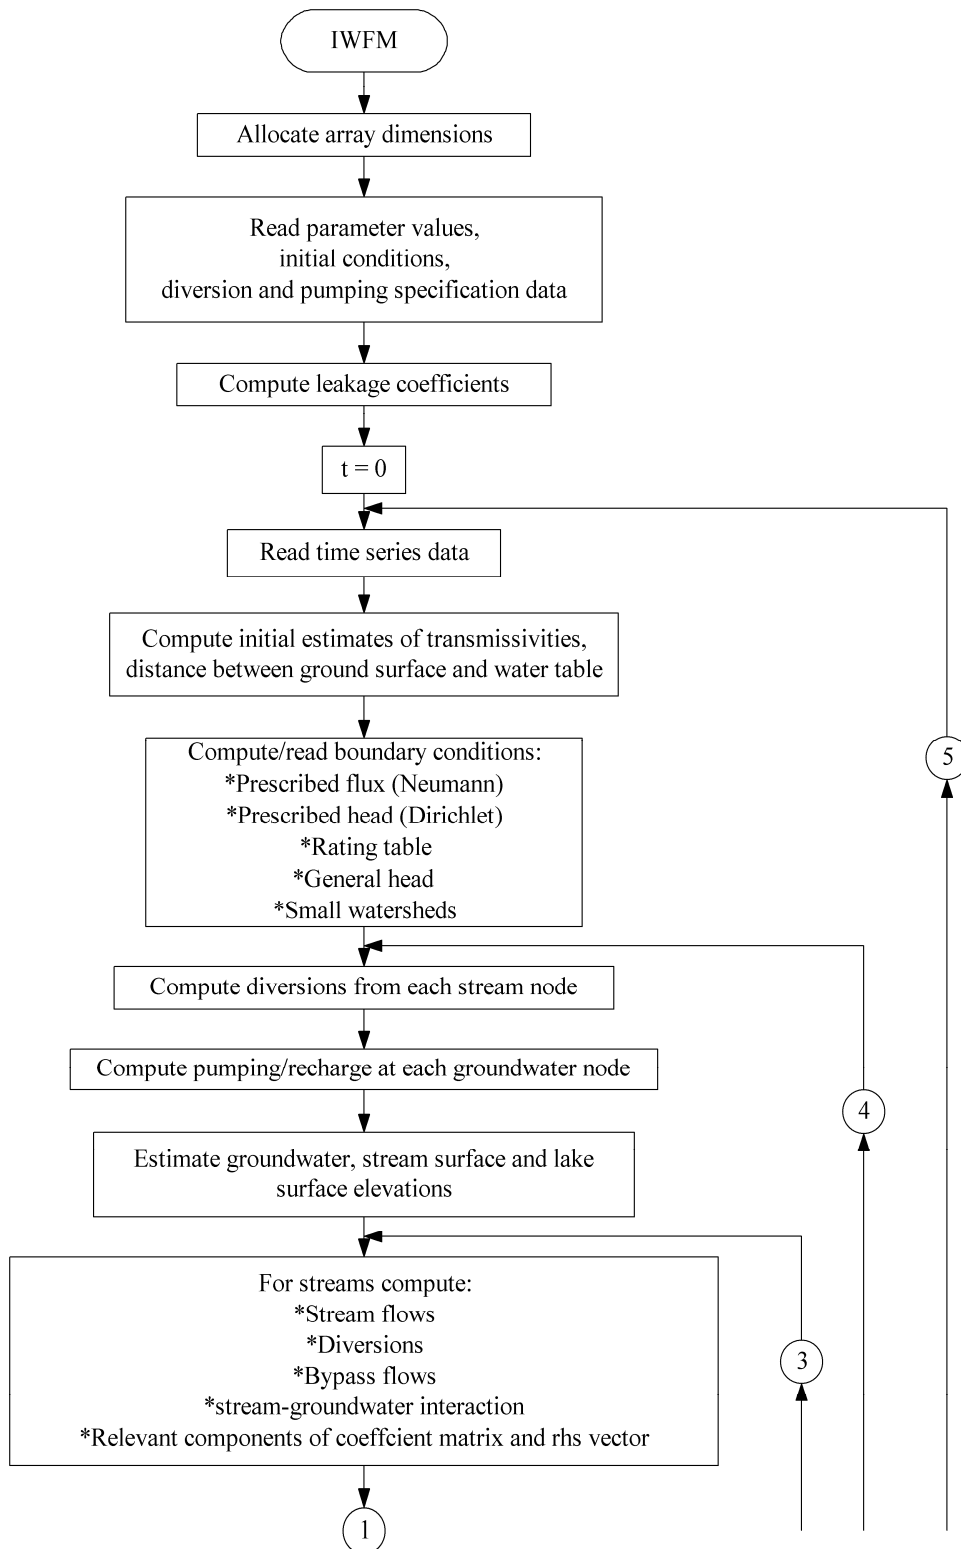 IWFM
Allocate array dimensions
Read parameter values,
initial conditions,
diversion and pumping specification data
Compute leakage coefficients
t = 0
Read time series data
Compute initial estimates of transmissivities,
distance between ground surface and water table
Compute/read boundary conditions:
*Prescribed flux (Neumann)
*Prescribed head (Dirichlet)
*Rating table
*General head
*Small watersheds
5
Compute diversions from each stream node
Compute pumping/recharge at each groundwater node
4
Estimate groundwater, stream surface and lake
surface elevations
For streams compute:
*Stream flows
*Diversions
*Bypass flows
*stream-groundwater interaction
*Relevant components of coeffcient matrix and rhs vector
3
1